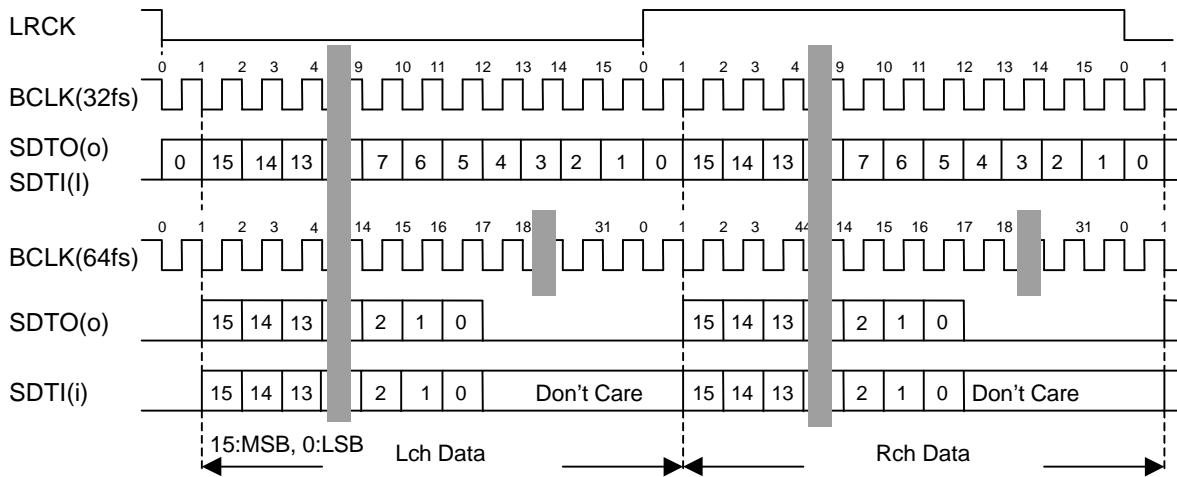 LRCK
0 1 2 3 4 9 10 11 12 13 14 15 0 1 2 3 4 9 10 11 12 13 14 15 0 1
BCLK(32fs)
SDTO(o)
SDTI(I)
0 15 14 13 7 6 5 4 3 2 1 0 15 14 13 7 6 5 4 3 2 1 0
0 1 2 3 4 14 15 16 17 18 31 0 1 2 3 44 14 15 16 17 18 31 0 1
BCLK(64fs)
SDTO(o) 15 14 13 2 1 0 15 14 13 2 1 0
SDTI(i) 15 14 13 2 1 0 Don't Care 15 14 13 2 1 0 Don't Care
15:MSB, 0:LSB
Lch Data Rch Data